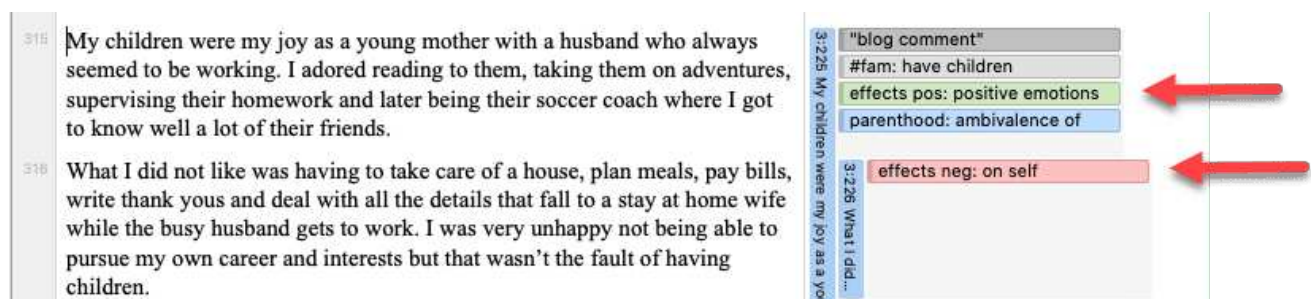 315
My children were my joy as a young mother with a husband who always
seemed to be working. I adored reading to them, taking them on adventures,
supervising their homework and later being their soccer coach where I got
to know well a lot of their friends.
316
What I did not like was having to take care of a house, plan meals, pay bills,
write thank yous and deal with all the details that fall to a stay at home wife
while the busy husband gets to work. I was very unhappy not being able to
pursue my own career and interests but that wasn’t the fault of having
children.
3:225 My children were my joy as a yo
"blog comment"
#fam: have children
effects pos: positive emotions
parenthood: ambivalence of
3:226 What I did...
effects neg: on self